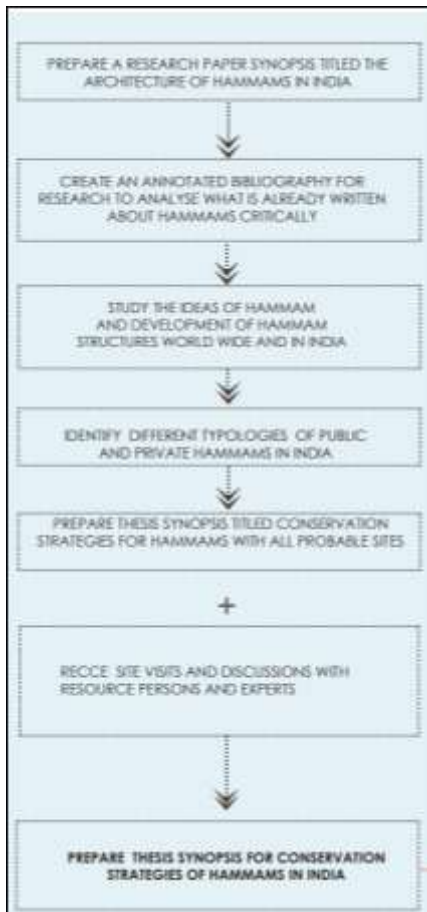 PREPARE A RESEARCH PAPER SYNOPSIS TITLED THE
ARCHITECTURE OF HAMMAMS IN INDIA
CREATE AN ANNOTATED BIBLIOGRAPHY FOR
RESEARCH TO ANALYSE WHAT IS ALREADY WRITTEN
ABOUT HAMMAMS CRITICALLY
STUDY THE IDEAS OF HAMMAM
AND DEVELOPMENT OF HAMMAM
STRUCTURES WORLD WIDE AND IN INDIA
IDENTIFY DIFFERENT TYPOLOGIES OF PUBLIC
AND PRIVATE HAMMAMS IN INDIA
PREPARE THESIS SYNOPSIS TITLED CONSERVATION
STRATEGIES FOR HAMMAMS WITH ALL PROBABLE SITES
+
RECCE SITE VISITS AND DISCUSSIONS WITH
RESOURCE PERSONS AND EXPERTS
PREPARE THESIS SYNOPSIS FOR CONSERVATION
STRATEGIES OF HAMMAMS IN INDIA